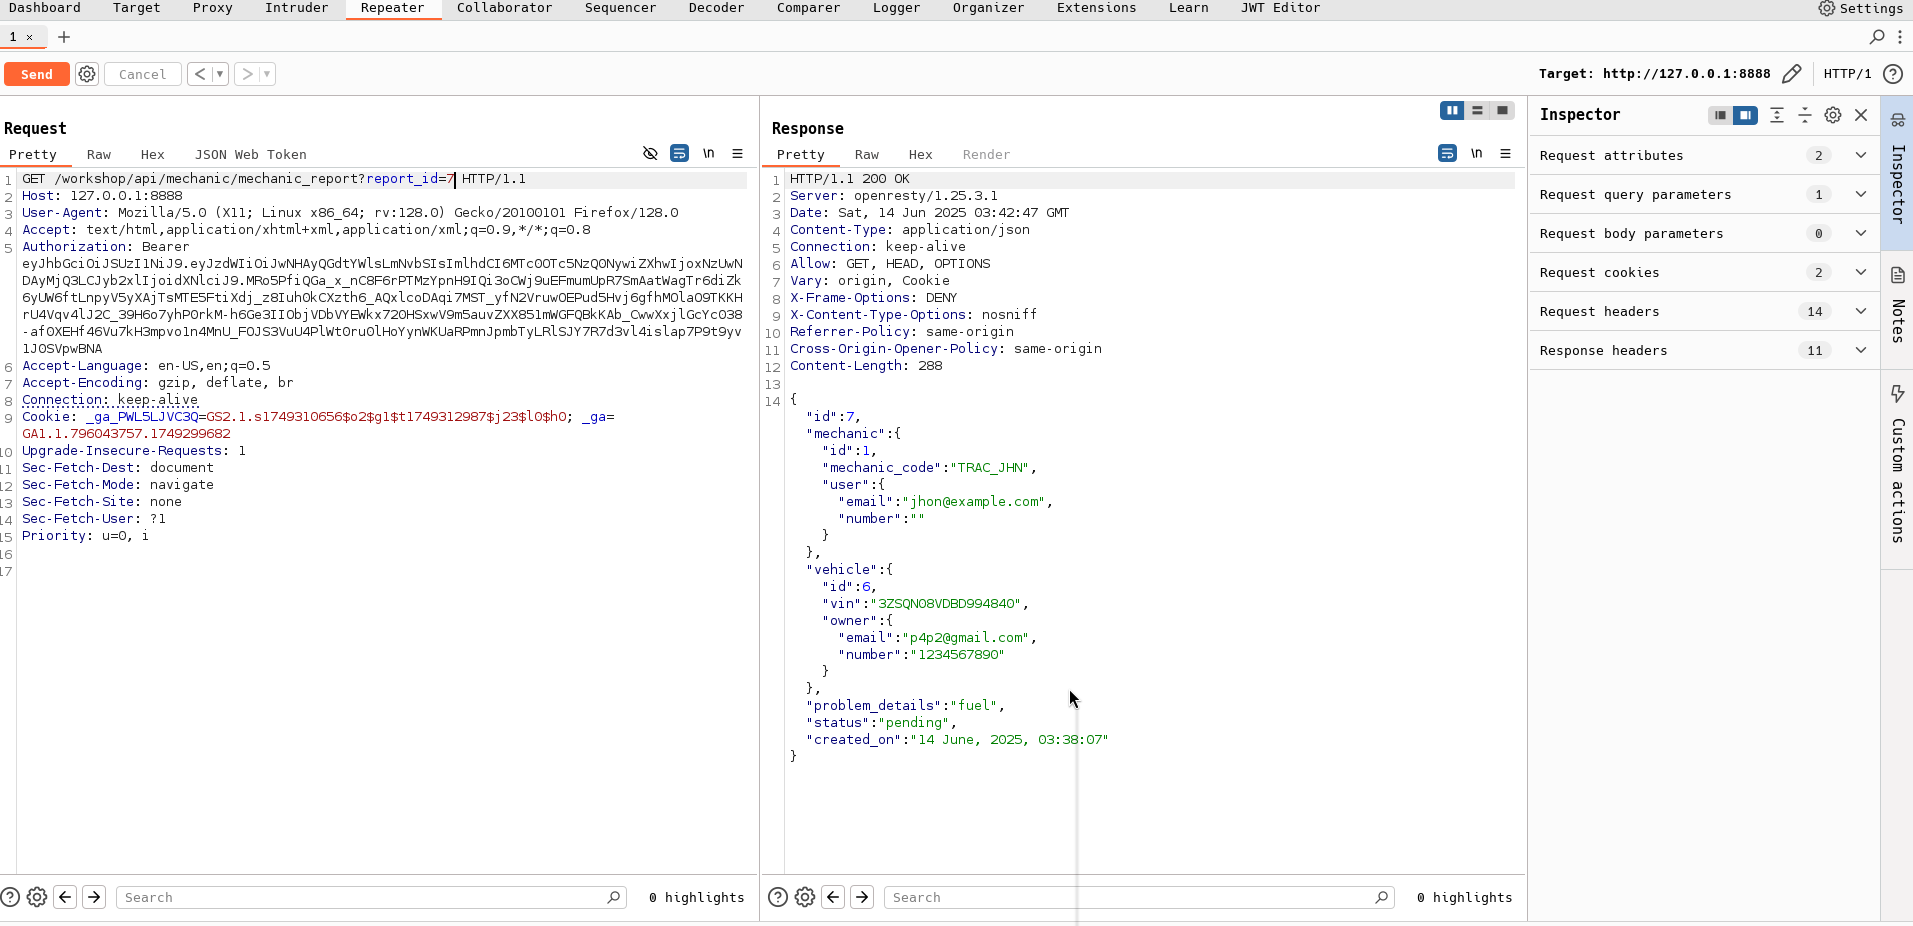 Dashboard Target Proxy Intruder Repeater Collaborator Sequencer Decoder Comparer Logger Organizer Extensions Learn JWT Editor Settings
1 × +
Send Cancel < ▾ > ▾ Target: http://127.0.0.1:8888 HTTP/1 ?
Request
Pretty Raw Hex JSON Web Token \n
1 GET /workshop/api/mechanic/mechanic_report?report_id=7 HTTP/1.1
2 Host: 127.0.0.1:8888
3 User-Agent: Mozilla/5.0 (X11; Linux x86_64; rv:128.0) Gecko/20100101 Firefox/128.0
4 Accept: text/html,application/xhtml+xml,application/xml;q=0.9,*/*;q=0.8
5 Authorization: Bearer
6 Accept-Language: en-US,en;q=0.5
7 Accept-Encoding: gzip, deflate, br
8 Connection: keep-alive
9 Cookie: _ga_PWL5LJVC3Q=GS2.1.s1749310656$o2$g1$t1749312987$j23$l0$h0; _ga=
GA1.1.796043757.1749299682
10 Upgrade-Insecure-Requests: 1
11 Sec-Fetch-Dest: document
12 Sec-Fetch-Mode: navigate
13 Sec-Fetch-Site: none
14 Sec-Fetch-User: ?1
15 Priority: u=0, i
16
17
? Search 0 highlights
Response
Pretty Raw Hex Render \n
1 HTTP/1.1 200 OK
2 Server: openresty/1.25.3.1
3 Date: Sat, 14 Jun 2025 03:42:47 GMT
4 Content-Type: application/json
5 Connection: keep-alive
6 Allow: GET, HEAD, OPTIONS
7 Vary: origin, Cookie
8 X-Frame-Options: DENY
9 X-Content-Type-Options: nosniff
10 Referrer-Policy: same-origin
11 Cross-Origin-Opener-Policy: same-origin
12 Content-Length: 288
13
14 {
"id":7,
"mechanic":{
"id":1,
"mechanic_code":"TRAC_JHN",
"user":{
"email":"jhon@example.com",
"number":""
}
},
"vehicle":{
"id":6,
"vin":"3ZSQN08VDBD994840",
"owner":{
"email":"p4p2@gmail.com",
"number":"1234567890"
}
},
"problem_details":"fuel",
"status":"pending",
"created_on":"14 June, 2025, 03:38:07"
}
? Search 0 highlights
Inspector
Request attributes 2
Request query parameters 1
Request body parameters 0
Request cookies 2
Request headers 14
Response headers 11
Inspector
Notes
Custom actions